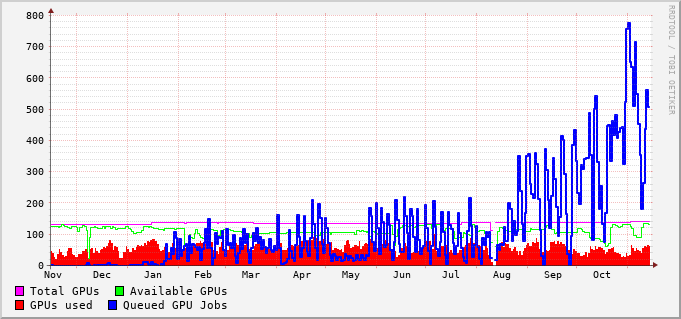 800
700
600
500
400
300
200
100
0
Nov Dec Jan Feb Mar Apr May Jun Jul Aug Sep Oct
Total GPUs Available GPUs
GPUs used Queued GPU Jobs
RRDTOOL / TOBI OETIKER